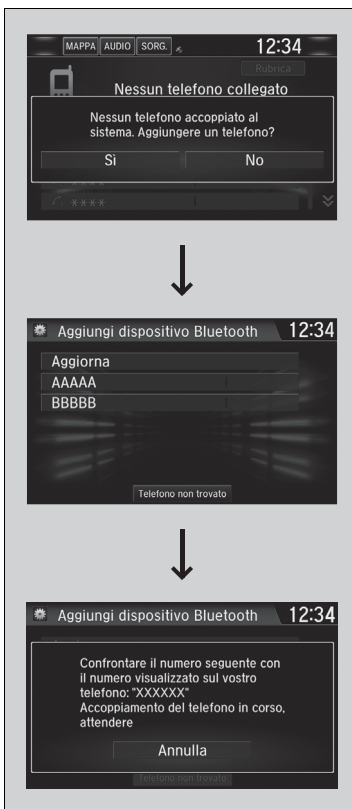 MAPPA AUDIO SORG. 12:34
Rubrica
Nessun telefono collegato
Nessun telefono accoppiato al
sistema. Aggiungere un telefono?
Sì No
****
****
Aggiungi dispositivo Bluetooth 12:34
Aggiorna
AAAAA
BBBBB
Telefono non trovato
Aggiungi dispositivo Bluetooth 12:34
Confrontare il numero seguente con
il numero visualizzato sul vostro
telefono: "XXXXXX"
Accoppiamento del telefono in corso,
attendere
Annulla
Telefono non trovato